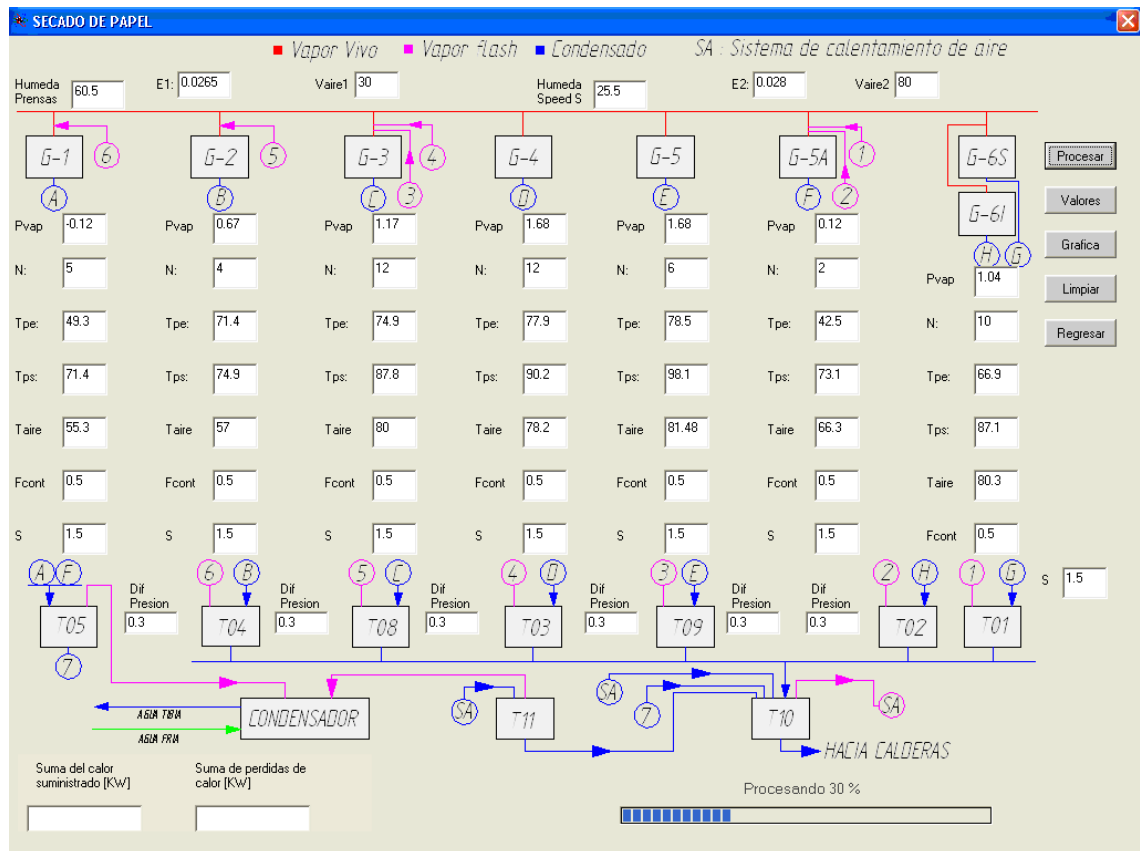 SECADO DE PAPEL
Vapor Vivo Vapor flash Condensado SA : Sistema de calentamiento de aire
Humeda Prensas 60.5 E1: 0.0265 Vaire1 30 Humeda Speed S 25.5 E2: 0.028 Vaire2 80
G-1 6 G-2 5 G-3 4 G-4 G-5 G-5A 1 G-6S Procesar
A B C 3 D E F 2 G-6I Valores
H G
Pvap -0.12 Pvap 0.67 Pvap 1.17 Pvap 1.68 Pvap 1.68 Pvap 0.12
Grafica
N: 5 N: 4 N: 12 N: 12 N: 6 N: 2 Pvap 1.04 Limpiar
Tpe: 49.3 Tpe: 71.4 Tpe: 74.9 Tpe: 77.9 Tpe: 78.5 Tpe: 42.5 N: 10 Regresar
Tps: 71.4 Tps: 74.9 Tps: 87.8 Tps: 90.2 Tps: 98.1 Tps: 73.1 Tpe: 66.9
Taire 55.3 Taire 57 Taire 80 Taire 78.2 Taire 81.48 Taire 66.3 Tps: 87.1
Fcont 0.5 Fcont 0.5 Fcont 0.5 Fcont 0.5 Fcont 0.5 Fcont 0.5 Taire 80.3
S 1.5 S 1.5 S 1.5 S 1.5 S 1.5 S 1.5 Fcont 0.5
A F 6 B 5 C 4 D 3 E 2 H 1 G S 1.5
Dif Presion Dif Presion Dif Presion Dif Presion Dif Presion Dif Presion
T05 0.3 T04 0.3 T08 0.3 T03 0.3 T09 0.3 0.3 T02 T01
7
SA
SA 7 SA
AGUA TIBIA CONDENSADOR T11 T10
AGUA FRIA
HACIA CALDERAS
Suma del calor suministrado [KW] Suma de perdidas de calor [KW]
Procesando 30 %